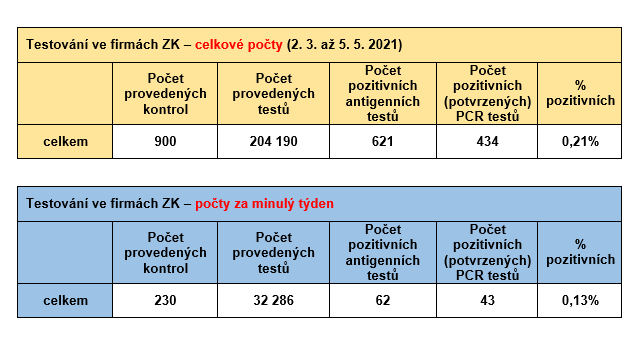 Testování ve firmách ZK – celkové počty (2. 3. až 5. 5. 2021)
Počet provedených kontrol
Počet provedených testů
Počet pozitivních antigenních testů
Počet pozitivních (potvrzených) PCR testů
% pozitivních
celkem 900 204 190 621 434 0,21%
Testování ve firmách ZK – počty za minulý týden
Počet provedených kontrol
Počet provedených testů
Počet pozitivních antigenních testů
Počet pozitivních (potvrzených) PCR testů
% pozitivních
celkem 230 32 286 62 43 0,13%